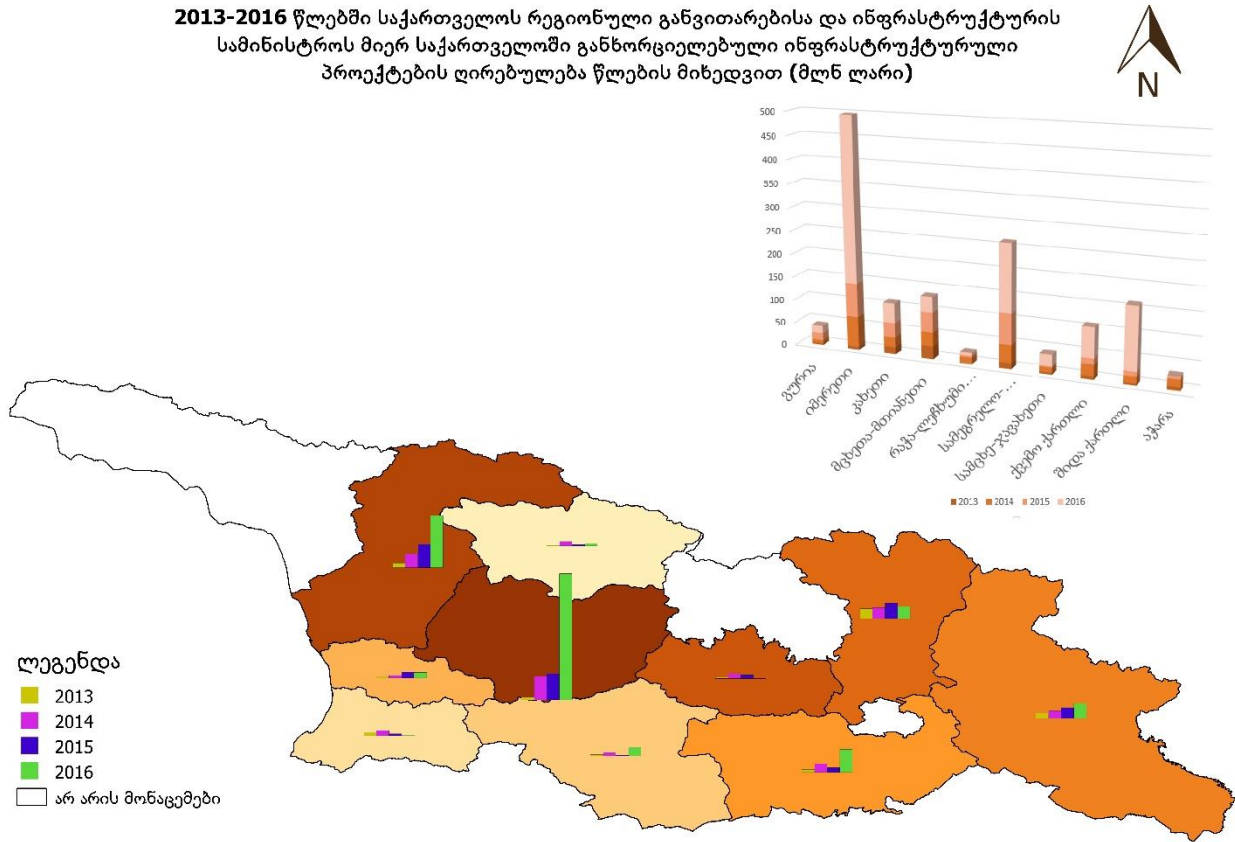 2013-2016 წლებში საქართველოს რეგიონული განვითარებისა და ინფრასტრუქტურის
სამინისტროს მიერ საქართველოში განხორციელებული ინფრასტრუქტურული
პროექტების ღირებულება წლების მიხედვით (მლნ ლარი)
N
500
450
400
350
300
250
200
150
100
50
0
გურია
იმერეთი
კახეთი
მცხეთა-მთიანეთი
რაჭა-ლეჩხუმი...
სამეგრელო-...
სამცხე-ჯავახეთი
ქვემო ქართლი
შიდა ქართლი
აჭარა
2013 2014 2015 2016
ლეგენდა
2013
2014
2015
2016
არ არის მონაცემები